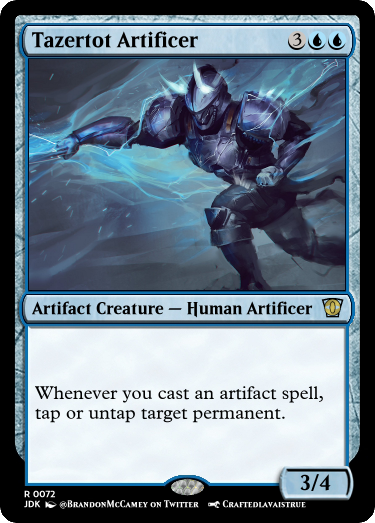 Tazertot Artificer 3
Artifact Creature — Human Artificer
Whenever you cast an artifact spell,
tap or untap target permanent.
3/4
R 0072
JDK @BrandonMcCamey on Twitter Craftedlavaistrue